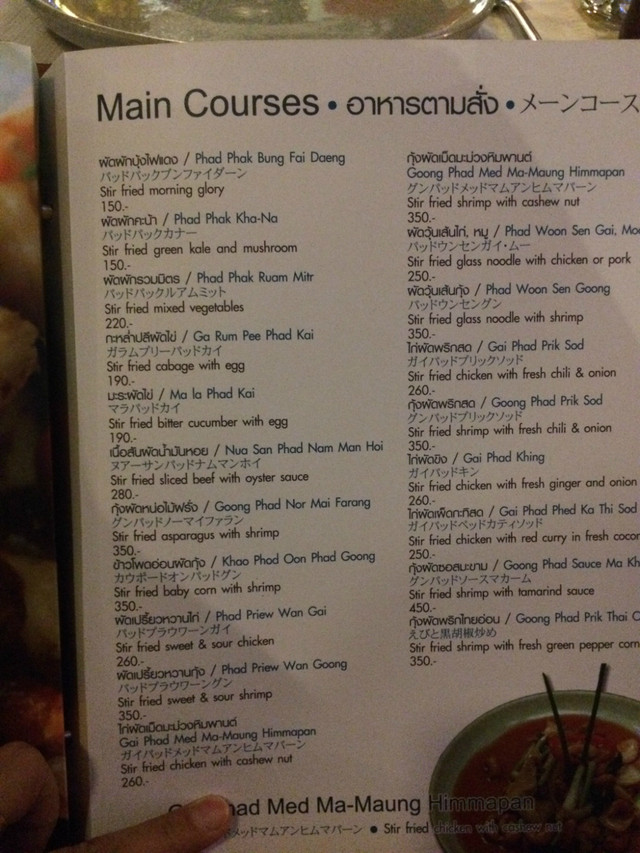 Main Courses • อาหารตามสั่ง • メーンコース
ผัดผักบุ้งไฟแดง / Phad Phak Bung Fai Daeng
パッドパックブンファイダーン
Stir fried morning glory
150.-
ผัดผักคะน้า / Phad Phak Kha-Na
パッドパックカナー
Stir fried green kale and mushroom
150.-
ผัดผักรวมมิตร / Phad Phak Ruam Mitr
パッドパックルアムミット
Stir fried mixed vegetables
220.-
กะหล่ำปลีผัดไข่ / Ga Rum Pee Phad Kai
ガラムプリーパッドカイ
Stir fried cabage with egg
190.-
มะระผัดไข่ / Ma la Phad Kai
マラパッドカイ
Stir fried bitter cucumber with egg
190.-
เนื้อสันผัดน้ำมันหอย / Nua San Phad Nam Man Hoi
ヌアーサンパッドナムマンホイ
Stir fried sliced beef with oyster sauce
280.-
กุ้งผัดหน่อไม้ฝรั่ง / Goong Phad Nor Mai Farang
グンパッドノーマイファラン
Stir fried asparagus with shrimp
350.-
ข้าวโพดอ่อนผัดกุ้ง / Khao Phod Oon Phad Goong
カウポードオンパッドグン
Stir fried baby corn with shrimp
350.-
ผัดเปรี้ยวหวานไก่ / Phad Priew Wan Gai
パッドプラウワーンガイ
Stir fried sweet & sour chicken
260.-
ผัดเปรี้ยวหวานกุ้ง / Phad Priew Wan Goong
パッドプラウワーングン
Stir fried sweet & sour shrimp
350.-
ไก่ผัดเม็ดมะม่วงหิมพานต์
Gai Phad Med Ma-Maung Himmapan
ガイパッドメッドマムアンヒムマパーン
Stir fried chicken with cashew nut
260.-
กุ้งผัดเม็ดมะม่วงหิมพานต์
Goong Phad Med Ma-Maung Himmapan
グンパッドメッドマムアンヒムマパーン
Stir fried shrimp with cashew nut
350.-
ผัดวุ้นเส้นไก่, หมู / Phad Woon Sen Gai, Moo
パッドウンセンガイ・ムー
Stir fried glass noodle with chicken or pork
250.-
ผัดวุ้นเส้นกุ้ง / Phad Woon Sen Goong
パッドウンセングン
Stir fried glass noodle with shrimp
350.-
ไก่ผัดพริกสด / Gai Phad Prik Sod
ガイパッドプリックソッド
Stir fried chicken with fresh chili & onion
260.-
กุ้งผัดพริกสด / Goong Phad Prik Sod
グンパッドプリックソッド
Stir fried shrimp with fresh chili & onion
350.-
ไก่ผัดขิง / Gai Phad Khing
ガイパッドキン
Stir fried chicken with fresh ginger and onion
260.-
ไก่ผัดเผ็ดกะทิสด / Gai Phad Phed Ka Thi Sod
ガイパッドペッドカティソッド
Stir fried chicken with red curry in fresh
250.-
กุ้งผัดซอสมะขาม / Goong Phad Sauce Ma
グンパッドソースマカーム
Stir fried shrimp with tamarind sauce
450.-
กุ้งผัดพริกไทยอ่อน / Goong Phad Prik Thai
えびと黒胡椒炒め
Stir fried shrimp with fresh green pepper corn
350.-
Med Ma-Maung Himmapan
メッドマムアンヒムマパーン • Stir fried chicken with cashew nut